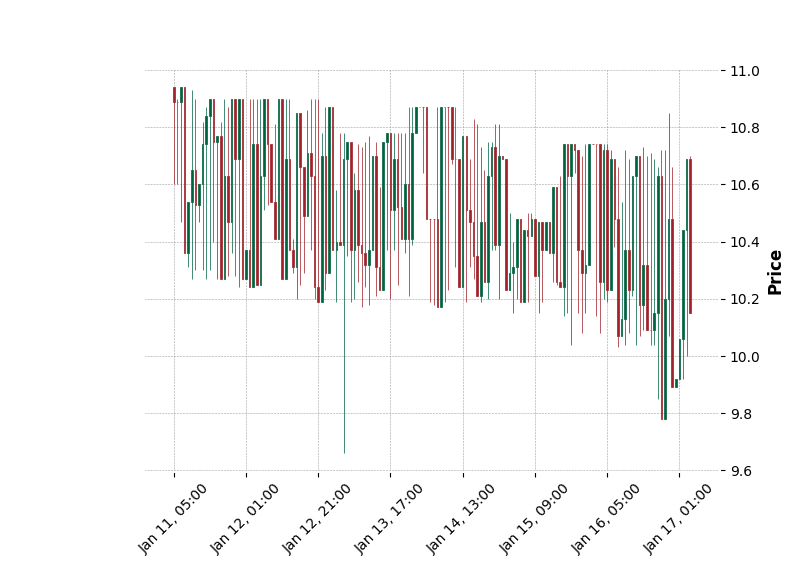 11.0
10.8
10.6
10.4
10.2
10.0
9.8
9.6
Price
Jan 11, 05:00
Jan 12, 01:00
Jan 12, 21:00
Jan 13, 17:00
Jan 14, 13:00
Jan 15, 09:00
Jan 16, 05:00
Jan 17, 01:00